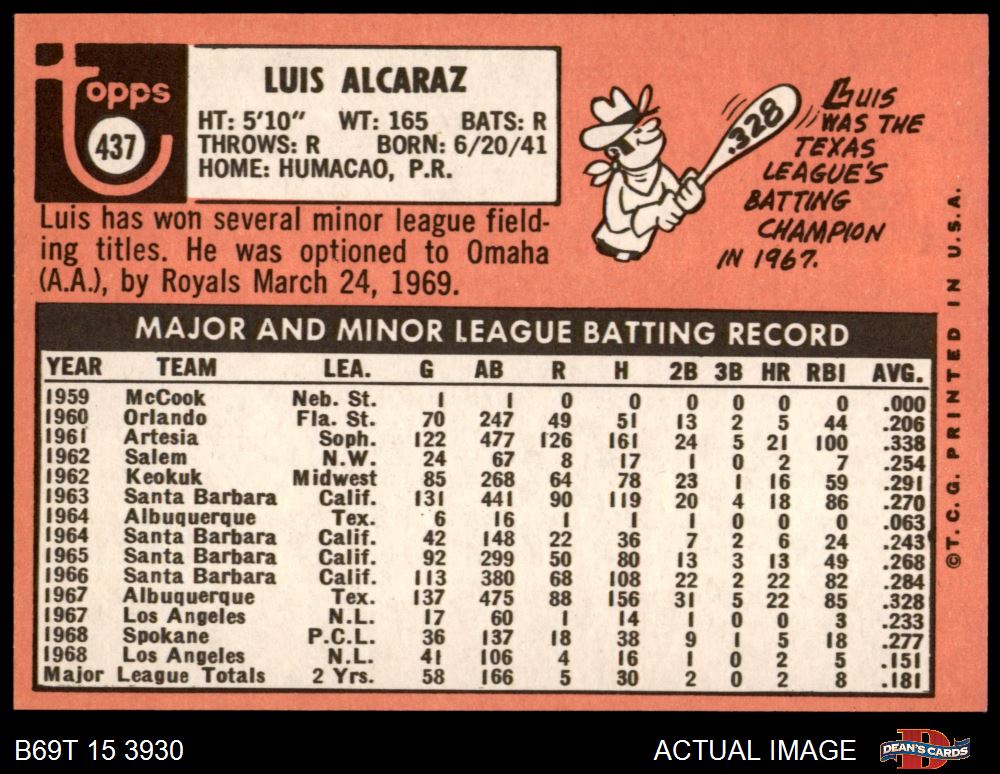 topps
437
LUIS ALCARAZ
HT: 5'10" WT: 165 BATS: R
THROWS: R BORN: 6/20/41
HOME: HUMACAO, P.R.
Luis has won several minor league field-
ing titles. He was optioned to Omaha
(A.A.), by Royals March 24, 1969.
.328
LUIS
WAS THE
TEXAS
LEAGUE'S
BATTING
CHAMPION
IN 1967.
MAJOR AND MINOR LEAGUE BATTING RECORD
YEAR TEAM LEA. G AB R H 2B 3B HR RBI AVG.
1959 McCook Neb. St. 1 1 0 0 0 0 0 0 .000
1960 Orlando Fla. St. 70 247 49 51 13 2 5 44 .206
1961 Artesia Soph. 122 477 126 161 24 5 21 100 .338
1962 Salem N.W. 24 67 8 17 1 0 2 7 .254
1962 Keokuk Midwest 85 268 64 78 23 1 16 59 .291
1963 Santa Barbara Calif. 131 441 90 119 20 4 18 86 .270
1964 Albuquerque Tex. 6 16 1 1 1 0 0 0 .063
1964 Santa Barbara Calif. 42 148 22 36 7 2 6 24 .243
1965 Santa Barbara Calif. 92 299 50 80 13 3 13 49 .268
1966 Santa Barbara Calif. 113 380 68 108 22 2 22 82 .284
1967 Albuquerque Tex. 137 475 88 156 31 5 22 85 .328
1967 Los Angeles N.L. 17 60 1 14 1 0 0 3 .233
1968 Spokane P.C.L. 36 137 18 38 9 1 5 18 .277
1968 Los Angeles N.L. 41 106 4 16 1 0 2 5 .151
Major League Totals 2 Yrs. 58 166 5 30 2 0 2 8 .181
©T.C.G. PRINTED IN U.S.A.
B69T 15 3930
ACTUAL IMAGE
DEAN'S CARDS